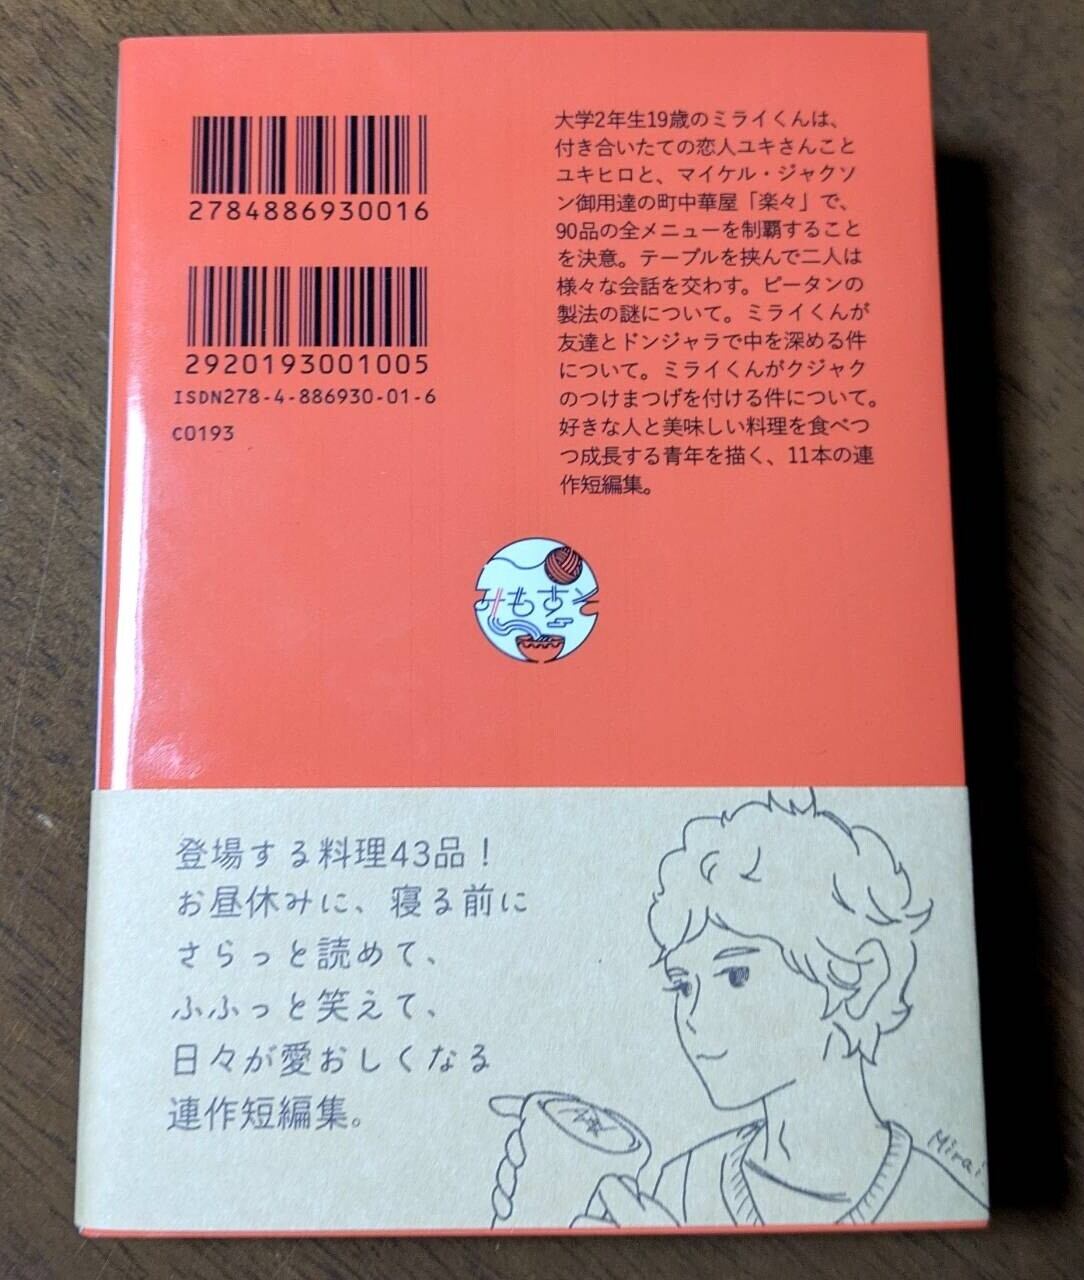 2784886930016
2920193001005
ISDN278-4-886930-01-6
C0193
大学2年生19歳のミライくんは、
付き合いたての恋人ユキさんこと
ユキヒロと、マイケル・ジャクソ
ン御用達の町中華屋「楽々」で、
90品の全メニューを制覇すること
を決意。テーブルを挟んで二人は
様々な会話を交わす。ピータンの
製法の謎について。ミライくんが
友達とドンジャラで中を深める件
について。ミライくんがクジャク
のつけまつげを付ける件について。
好きな人と美味しい料理を食べつ
つ成長する青年を描く、11本の連
作短編集。
みもすそ
登場する料理43品！
お昼休みに、寝る前に
さらっと読めて、
ふふっと笑えて、
日々が愛おしくなる
連作短編集。
Mirai